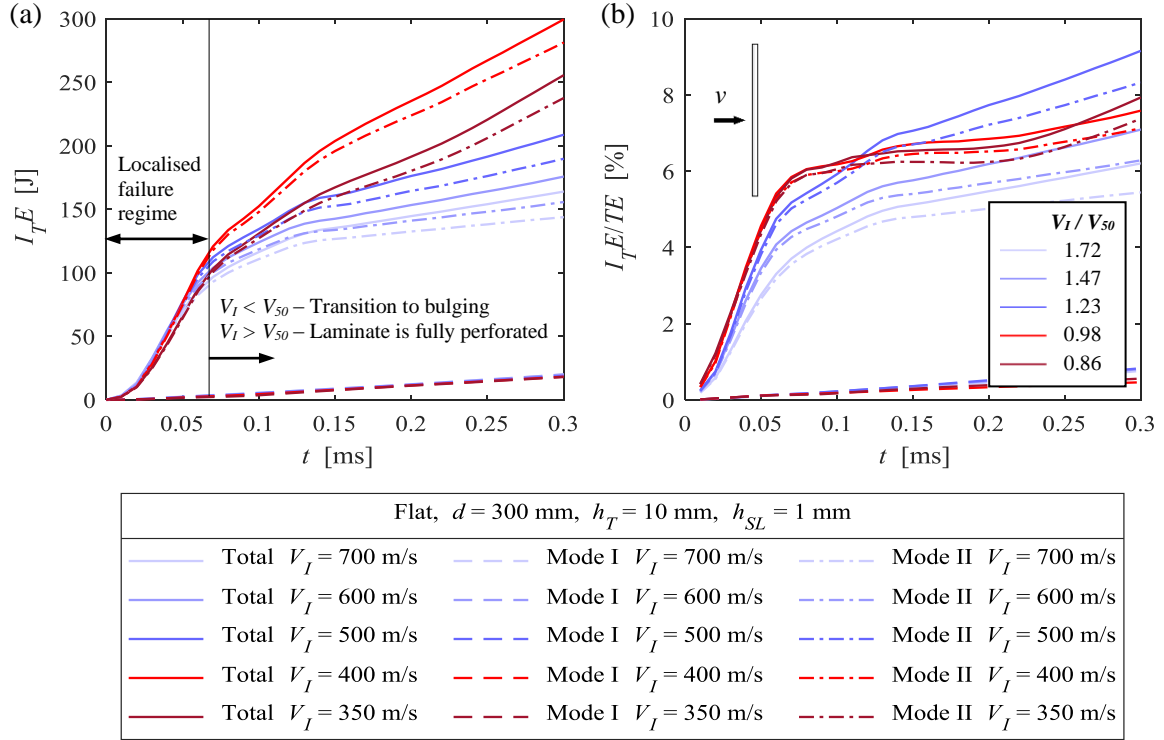 (a)
300
250
200
150
100
50
0
I_T E [J]
Localised
failure
regime
V_I < V_50 – Transition to bulging
V_I > V_50 – Laminate is fully perforated
0 0.05 0.1 0.15 0.2 0.25 0.3
t [ms]
(b)
10
8
6
4
2
0
I_T E/TE [%]
v
V_I / V_50
1.72
1.47
1.23
0.98
0.86
0 0.05 0.1 0.15 0.2 0.25 0.3
t [ms]
Flat, d = 300 mm, h_T = 10 mm, h_SL = 1 mm
Total V_I = 700 m/s Mode I V_I = 700 m/s Mode II V_I = 700 m/s
Total V_I = 600 m/s Mode I V_I = 600 m/s Mode II V_I = 600 m/s
Total V_I = 500 m/s Mode I V_I = 500 m/s Mode II V_I = 500 m/s
Total V_I = 400 m/s Mode I V_I = 400 m/s Mode II V_I = 400 m/s
Total V_I = 350 m/s Mode I V_I = 350 m/s Mode II V_I = 350 m/s